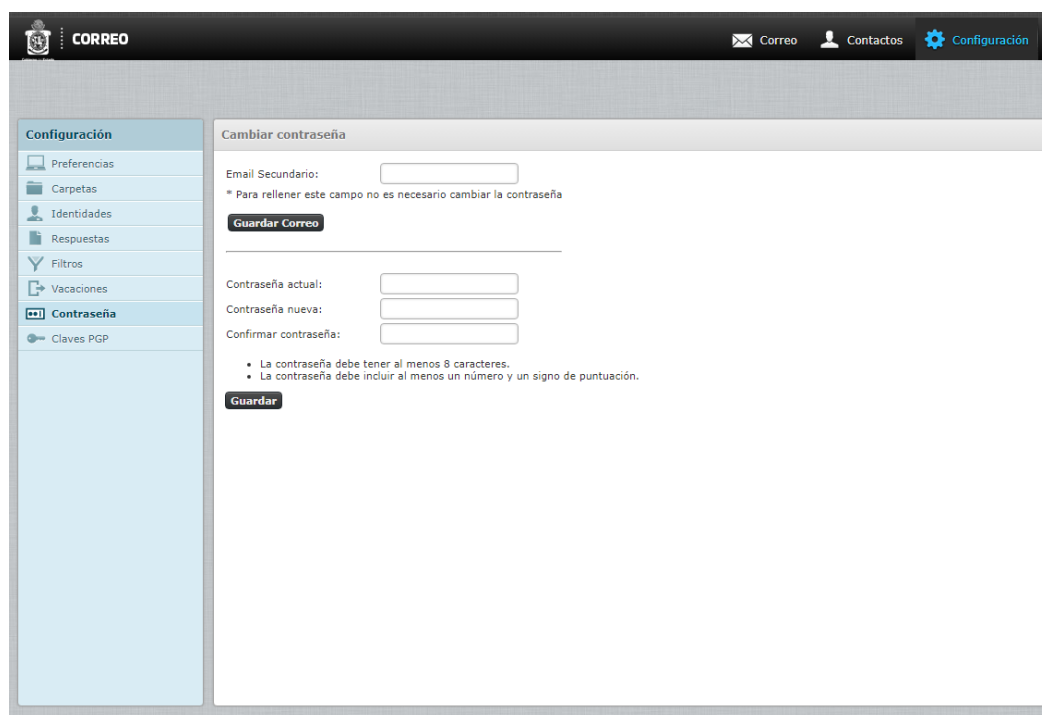 CORREO
Correo
Contactos
Configuración
Configuración
Preferencias
Carpetas
Identidades
Respuestas
Filtros
Vacaciones
Contraseña
Claves PGP
Cambiar contraseña
Email Secundario:
* Para rellener este campo no es necesario cambiar la contraseña
Guardar Correo
Contraseña actual:
Contraseña nueva:
Confirmar contraseña:
• La contraseña debe tener al menos 8 caracteres.
• La contraseña debe incluir al menos un número y un signo de puntuación.
Guardar